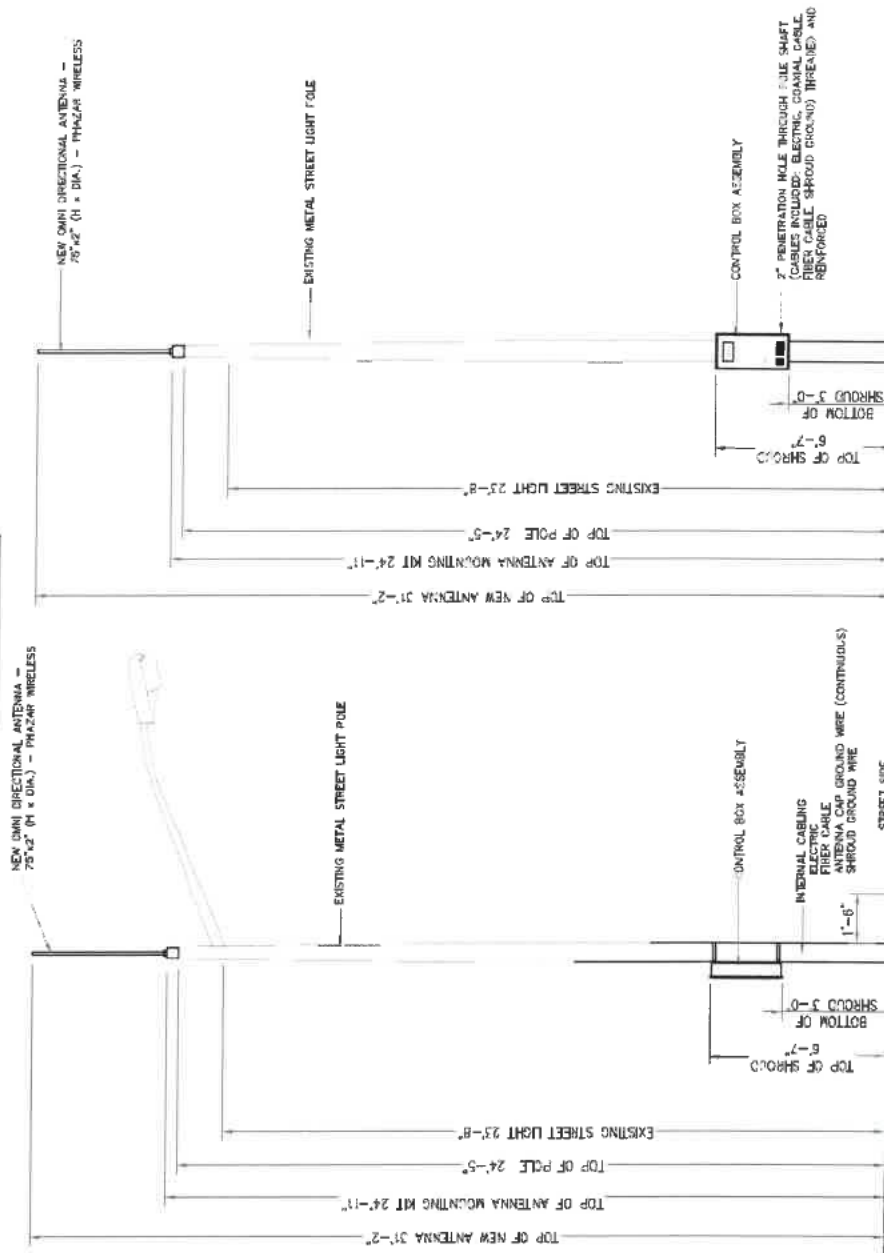 NEW OMNI DIRECTIONAL ANTENNA –
75"x2" (H x DIA.) – PHAZAR WIRELESS
EXISTING METAL STREET LIGHT POLE
CONTROL BOX ASSEMBLY
2" PENETRATION HOLE THROUGH POLE SHAFT
(CABLES INCLUDED: ELECTRIC, COAXIAL CABLE,
FIBER CABLE, SHROUD GROUND) THREADED AND
REINFORCED
BOTTOM OF
SHROUD 3'-0"
TOP OF SHROUD
6'-7"
EXISTING STREET LIGHT 23'-8"
TOP OF POLE 24'-5"
TOP OF ANTENNA MOUNTING KIT 24'-11"
TOP OF NEW ANTENNA 31'-2"
NEW OMNI DIRECTIONAL ANTENNA –
75"x2" (H x DIA.) – PHAZAR WIRELESS
EXISTING METAL STREET LIGHT POLE
ONTROL BOX ASSEMBLY
INTERNAL CABLING
ELECTRIC
FIBER CABLE
ANTENNA CAP GROUND WIRE (CONTINUOUS)
SHROUD GROUND WIRE
STREET SIDE
1'-6"
BOTTOM OF
SHROUD 3'-0"
TOP OF SHROUD
6'-7"
EXISTING STREET LIGHT 23'-8"
TOP OF POLE 24'-5"
TOP OF ANTENNA MOUNTING KIT 24'-11"
TOP OF NEW ANTENNA 31'-2"